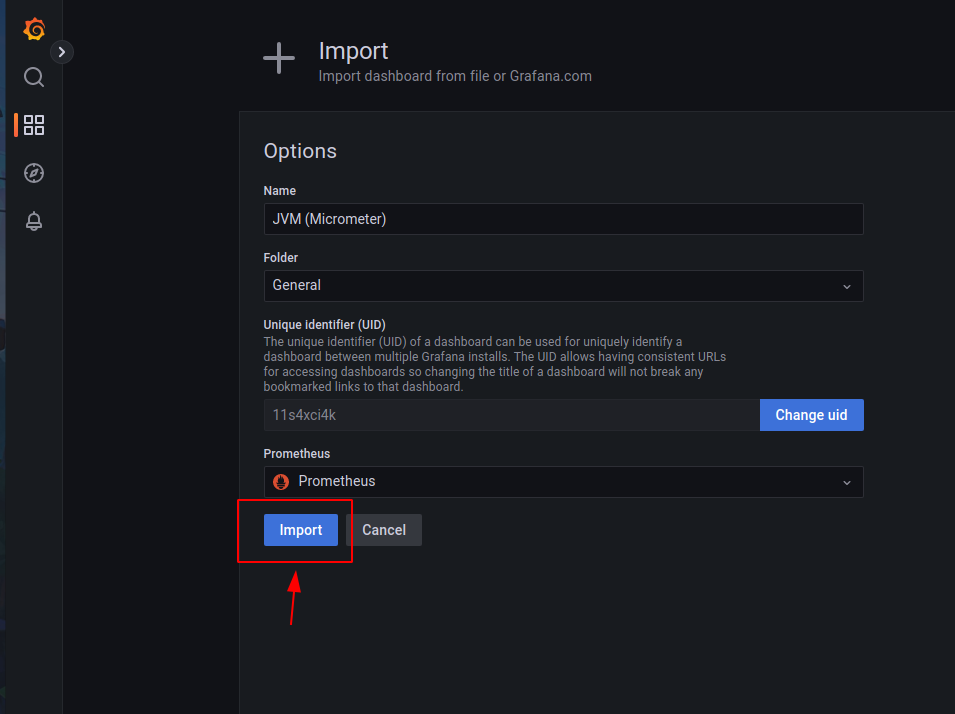 Import
Import dashboard from file or Grafana.com
Options
Name
JVM (Micrometer)
Folder
General
Unique identifier (UID)
The unique identifier (UID) of a dashboard can be used for uniquely identify a
dashboard between multiple Grafana installs. The UID allows having consistent URLs
for accessing dashboards so changing the title of a dashboard will not break any
bookmarked links to that dashboard.
11s4xci4k
Change uid
Prometheus
Prometheus
Import
Cancel